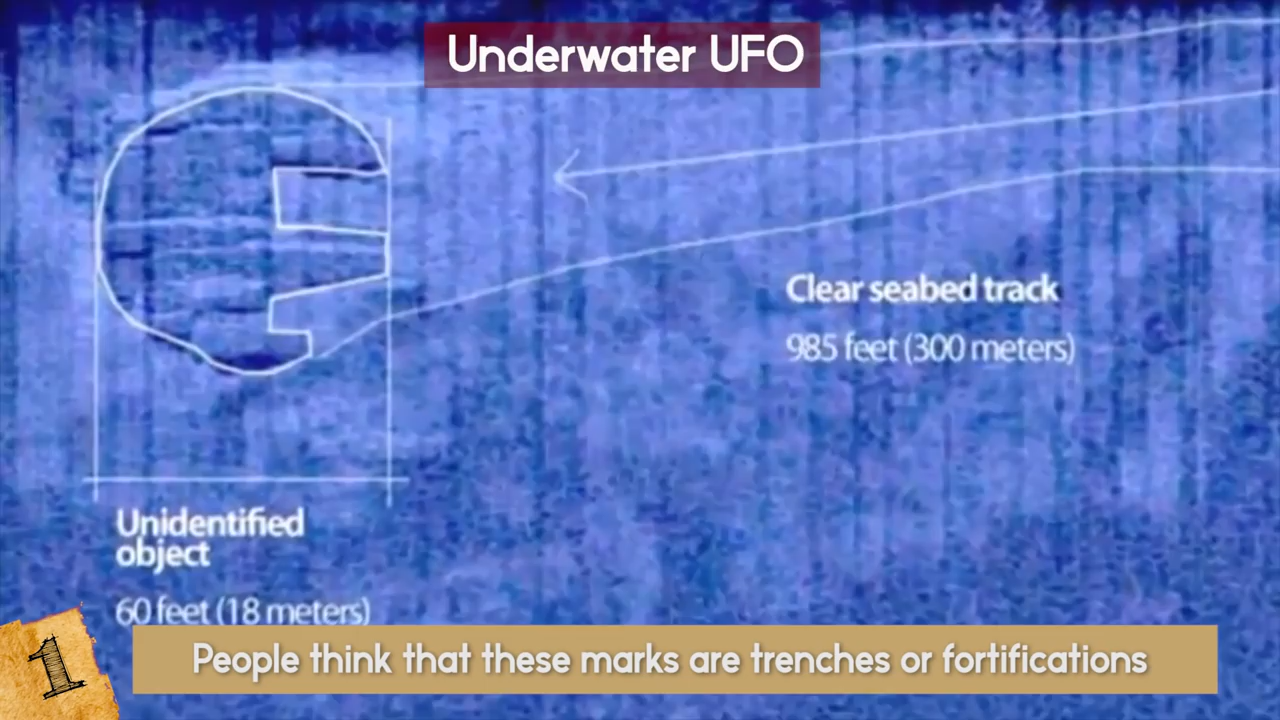 Underwater UFO
Clear seabed track
985 feet (300 meters)
Unidentified
object
60 feet (18 meters)
People think that these marks are trenches or fortifications
1